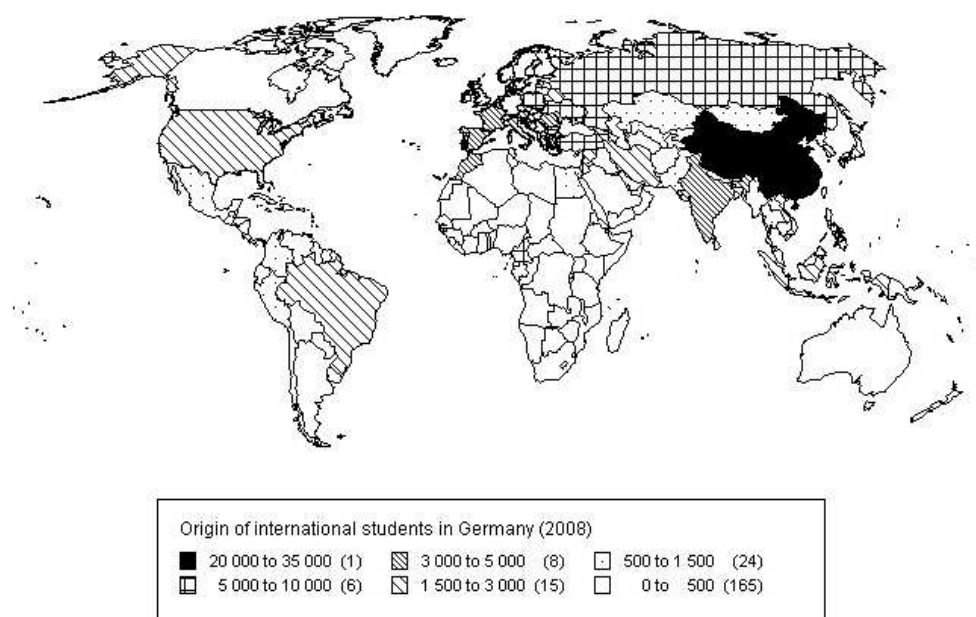 Origin of international students in Germany (2008)
20 000 to 35 000 (1) 3 000 to 5 000 (8) 500 to 1 500 (24)
5 000 to 10 000 (6) 1 500 to 3 000 (15) 0 to 500 (165)